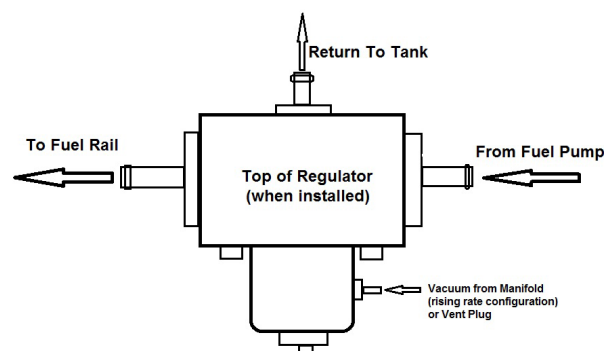 Return To Tank
To Fuel Rail
From Fuel Pump
Top of Regulator
(when installed)
Vacuum from Manifold
(rising rate configuration)
or Vent Plug